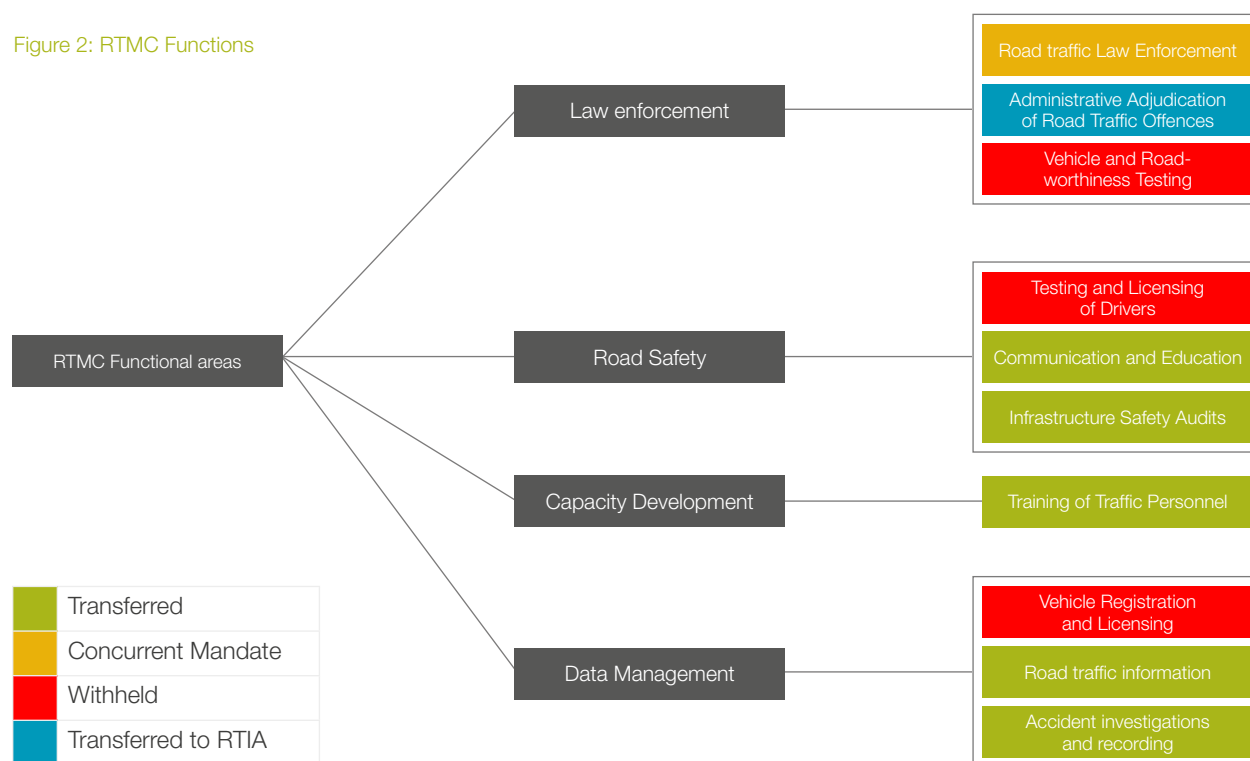 Figure 2: RTMC Functions
RTMC Functional areas
Law enforcement
Road traffic Law Enforcement
Administrative Adjudication
of Road Traffic Offences
Vehicle and Road-
worthiness Testing
Road Safety
Testing and Licensing
of Drivers
Communication and Education
Infrastructure Safety Audits
Capacity Development
Training of Traffic Personnel
Data Management
Vehicle Registration
and Licensing
Road traffic information
Accident investigations
and recording
Transferred
Concurrent Mandate
Withheld
Transferred to RTIA